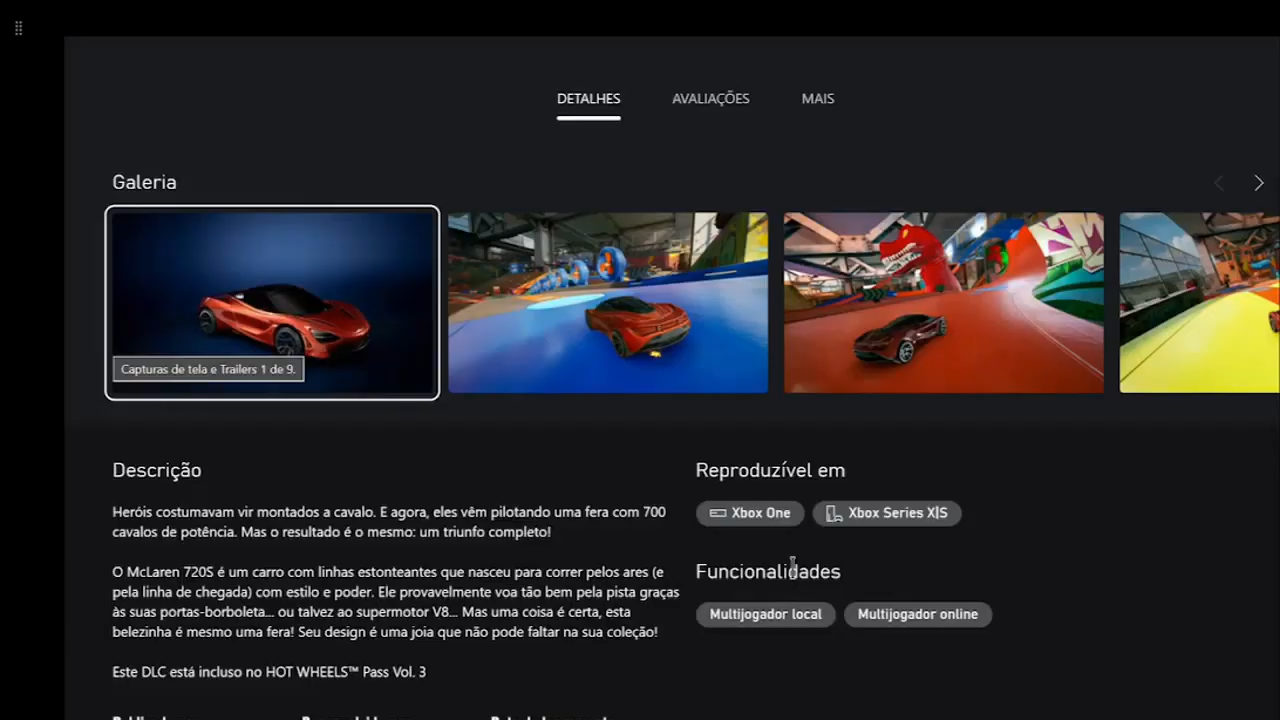 DETALHES AVALIAÇÕES MAIS
Galeria
Capturas de tela e Trailers 1 de 9.
Descrição
Heróis costumavam vir montados a cavalo. E agora, eles vêm pilotando uma fera com 700
cavalos de potência. Mas o resultado é o mesmo: um triunfo completo!
O McLaren 720S é um carro com linhas estonteantes que nasceu para correr pelos ares (e
pela linha de chegada) com estilo e poder. Ele provavelmente voa tão bem pela pista graças
às suas portas-borboleta... ou talvez ao supermotor V8... Mas uma coisa é certa, esta
belezinha é mesmo uma fera! Seu design é uma joia que não pode faltar na sua coleção!
Este DLC está incluso no HOT WHEELS™ Pass Vol. 3
Reproduzível em
Xbox One Xbox Series X|S
Funcionalidades
Multijogador local Multijogador online